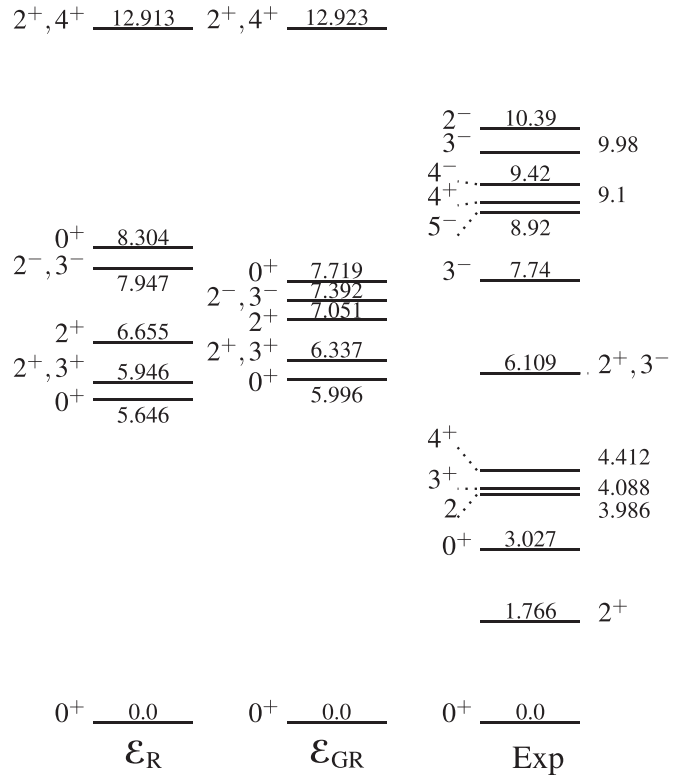 2⁺, 4⁺ 12.913 2⁺, 4⁺ 12.923
2⁻ 10.39
3⁻ 9.98
4⁻ 9.42
4⁺ 9.1
5⁻ 8.92
0⁺ 8.304
2⁻, 3⁻ 7.947
0⁺ 7.719
2⁻, 3⁻ 7.392
2⁺ 7.051
3⁻ 7.74
2⁺ 6.655
2⁺, 3⁺ 5.946
0⁺ 5.646
2⁺, 3⁺ 6.337
0⁺ 5.996
6.109 2⁺, 3⁻
4⁺ 4.412
3⁺ 4.088
2 3.986
0⁺ 3.027
1.766 2⁺
0⁺ 0.0 0⁺ 0.0 0⁺ 0.0
ℰR ℰGR Exp